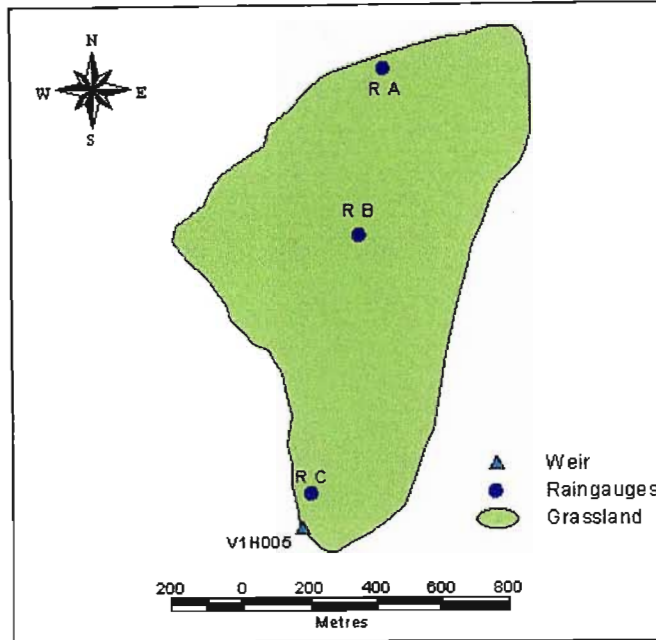 N
W E
S
R A
R B
R C
V1H005
Weir
Raingauges
Grassland
200 0 200 400 600 800
Metres